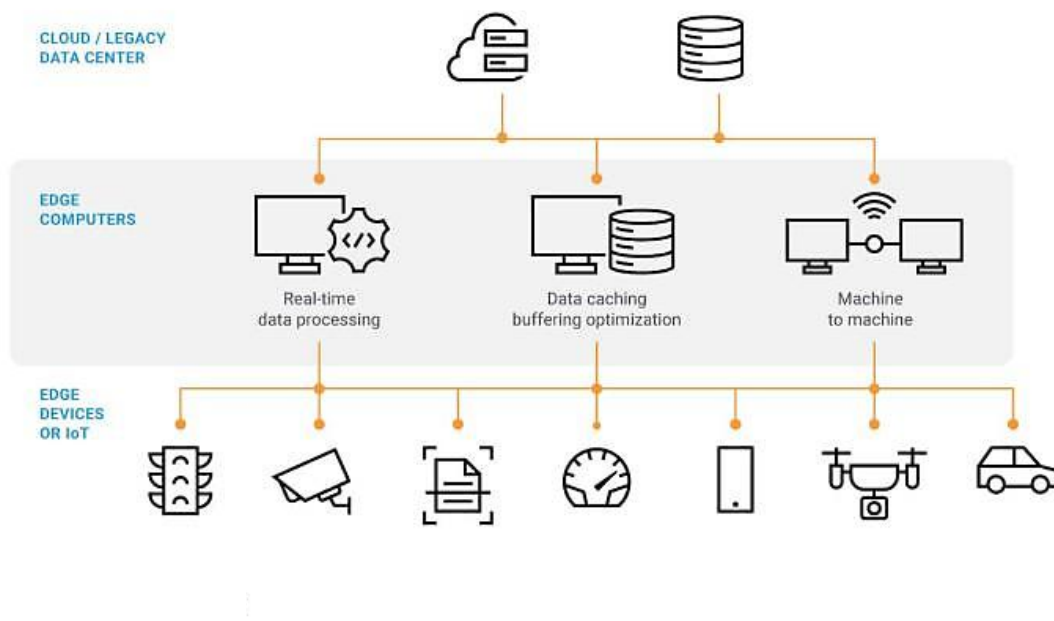 CLOUD / LEGACY
DATA CENTER
EDGE
COMPUTERS
</>
Real-time
data processing
Data caching
buffering optimization
Machine
to machine
EDGE
DEVICES
OR IoT